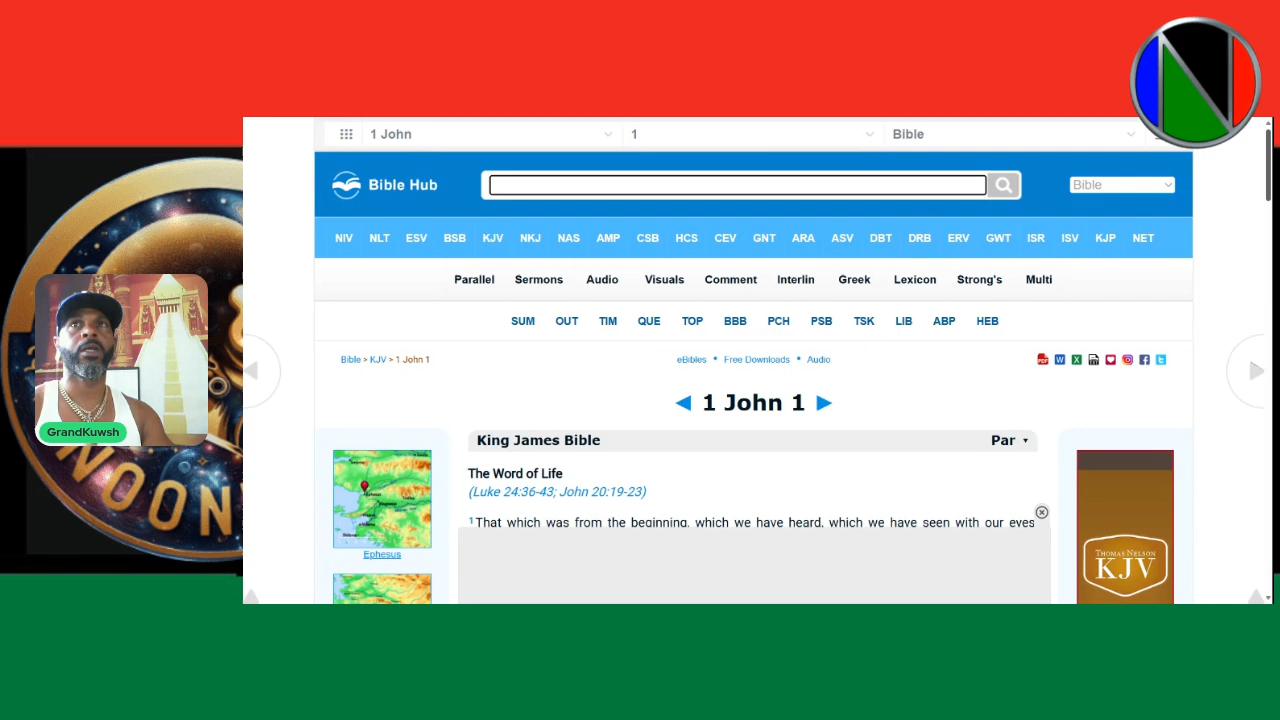 1 John 1 Bible
Bible Hub Bible
NIV NLT ESV BSB KJV NKJ NAS AMP CSB HCS CEV GNT ARA ASV DBT DRB ERV GWT ISR ISV KJP NET
Parallel Sermons Audio Visuals Comment Interlin Greek Lexicon Strong's Multi
SUM OUT TIM QUE TOP BBB PCH PSB TSK LIB ABP HEB
Bible > KJV > 1 John 1 eBibles • Free Downloads • Audio
◄ 1 John 1 ►
King James Bible Par ▾
The Word of Life
(Luke 24:36-43; John 20:19-23)
1 That which was from the beginning, which we have heard, which we have seen with our eyes
Ephesus
THOMAS NELSON
KJV
GrandKuwsh
NOON
N